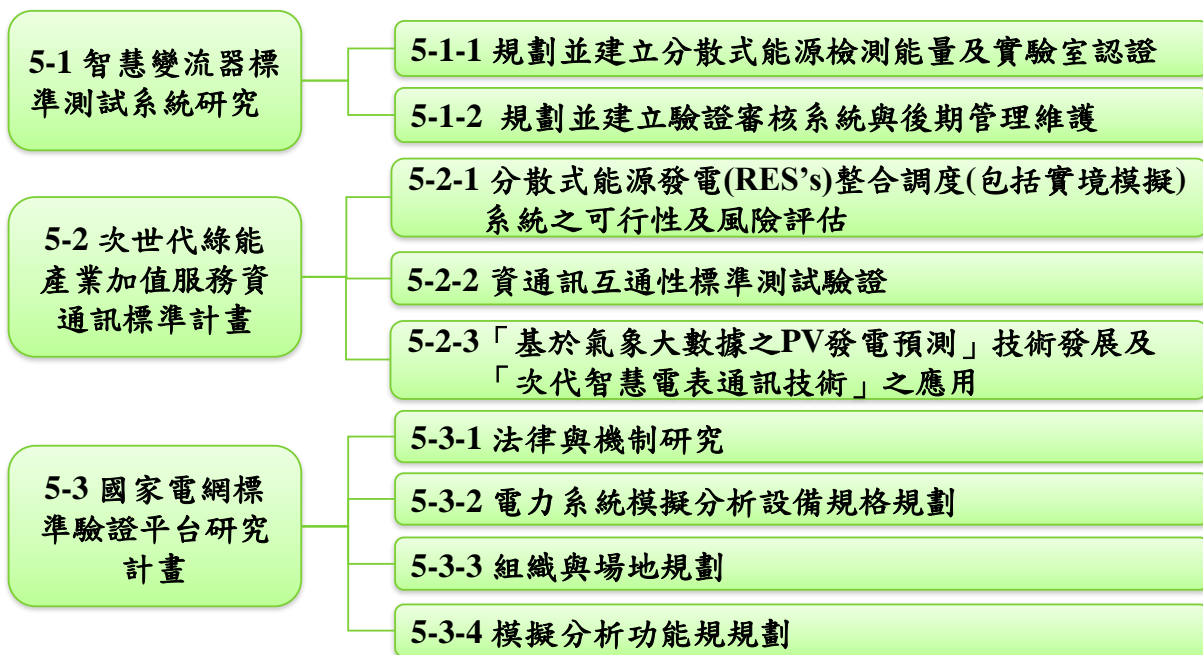 5-1 智慧變流器標
準測試系統研究
5-1-1 規劃並建立分散式能源檢測能量及實驗室認證
5-1-2 規劃並建立驗證審核系統與後期管理維護
5-2 次世代綠能
產業加值服務資
通訊標準計畫
5-2-1 分散式能源發電(RES’s)整合調度(包括實境模擬)
系統之可行性及風險評估
5-2-2 資通訊互通性標準測試驗證
5-2-3「基於氣象大數據之PV發電預測」技術發展及
「次代智慧電表通訊技術」之應用
5-3 國家電網標
準驗證平台研究
計畫
5-3-1 法律與機制研究
5-3-2 電力系統模擬分析設備規格規劃
5-3-3 組織與場地規劃
5-3-4 模擬分析功能規規劃